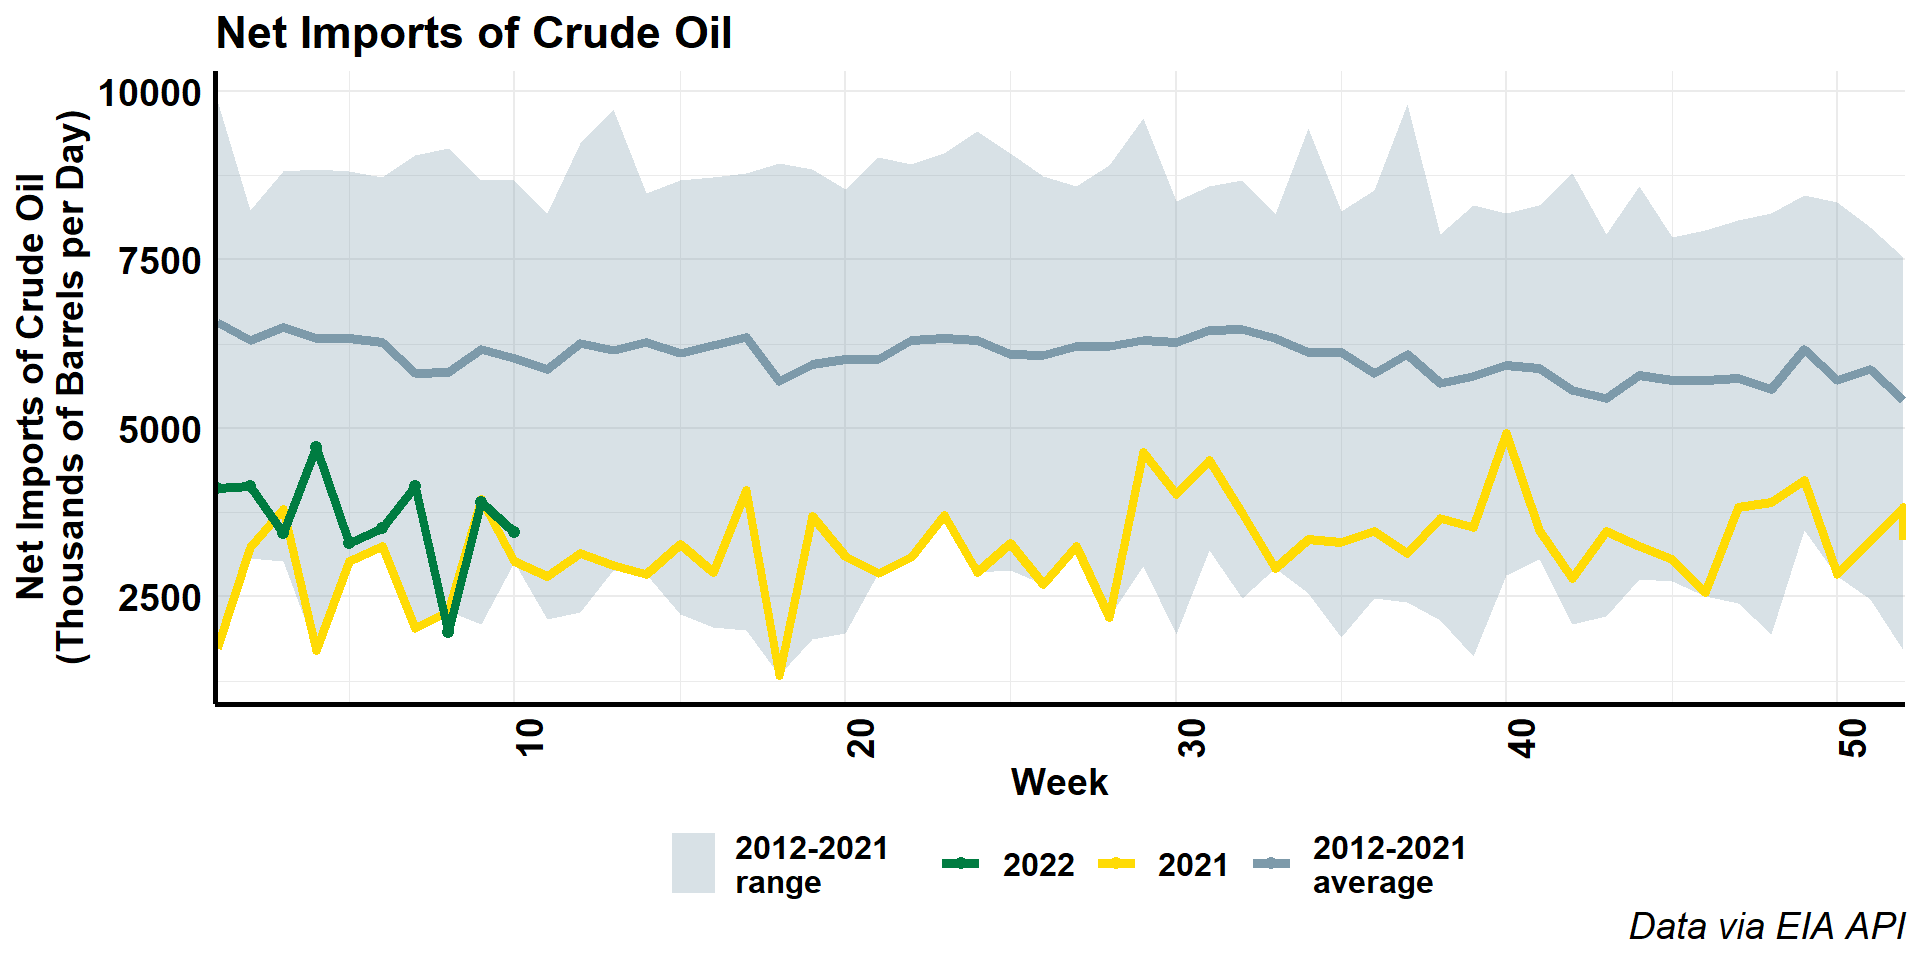 Net Imports of Crude Oil
Net Imports of Crude Oil
(Thousands of Barrels per Day)
10000
7500
5000
2500
10
20
30
40
50
Week
2012-2021
range
2022
2021
2012-2021
average
Data via EIA API